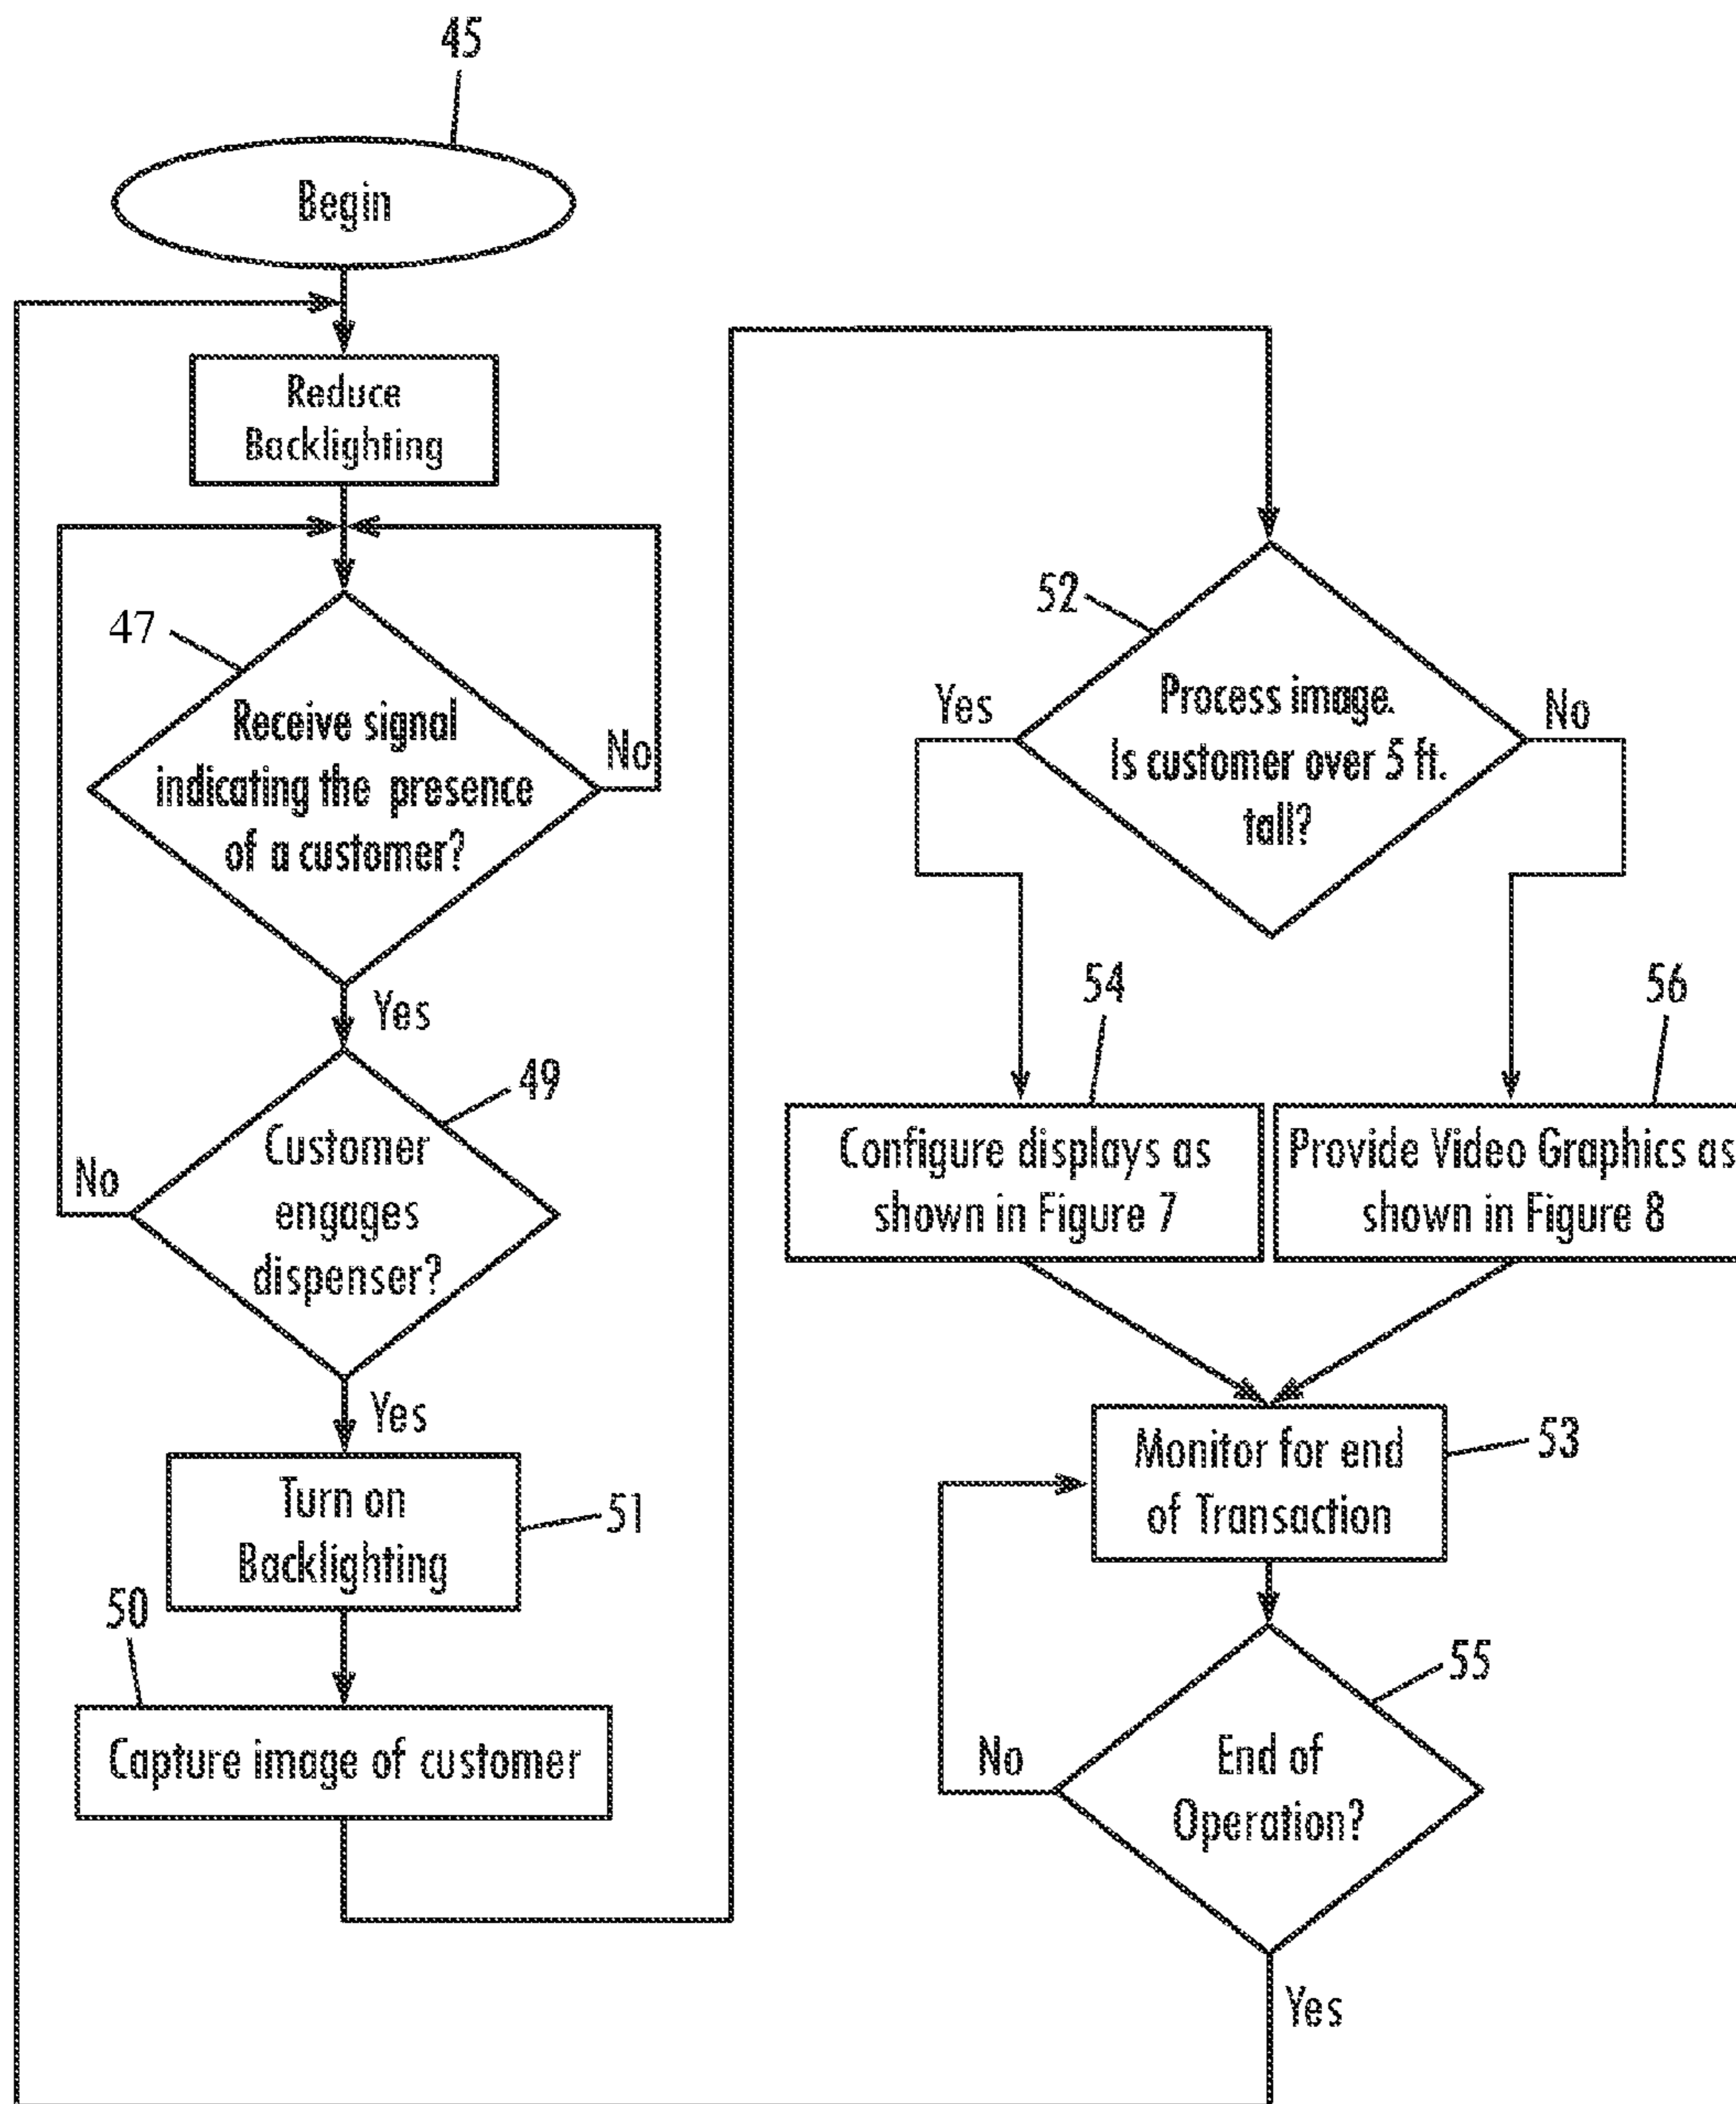 45
Begin
Reduce
Backlighting
47
Receive signal
indicating the presence
of a customer?
No
Yes
49
Customer
engages
dispenser?
No
Yes
Turn on
Backlighting
51
50
Capture image of customer
52
Process image.
Is customer over 5 ft.
tall?
Yes
No
54
Configure displays as
shown in Figure 7
56
Provide Video Graphics as
shown in Figure 8
Monitor for end
of Transaction
53
55
End of
Operation?
No
Yes